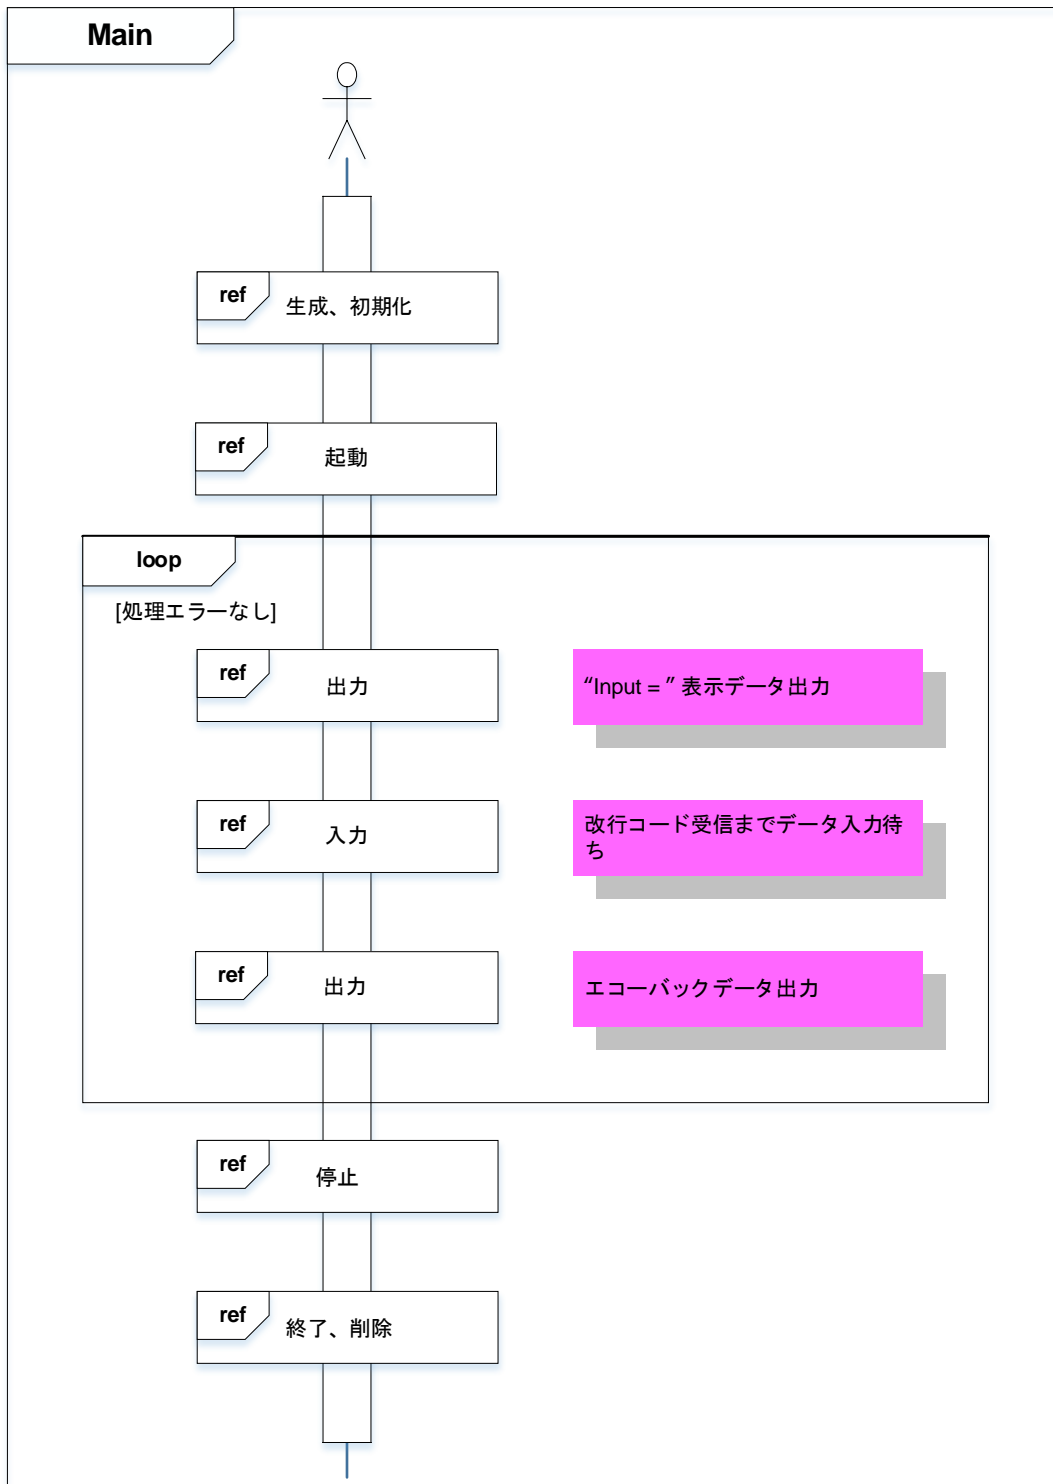 Main
ref
生成、初期化
ref
起動
loop
[処理エラーなし]
ref
出力
“Input = ” 表示データ出力
ref
入力
改行コード受信までデータ入力待
ち
ref
出力
エコーバックデータ出力
ref
停止
ref
終了、削除